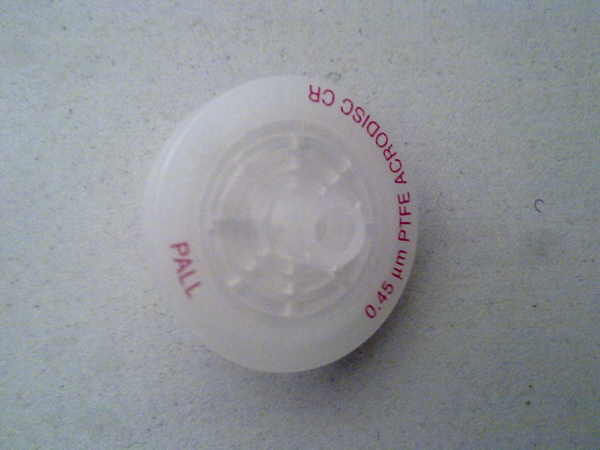 PALL
0.45 µm PTFE ACRODISC CR